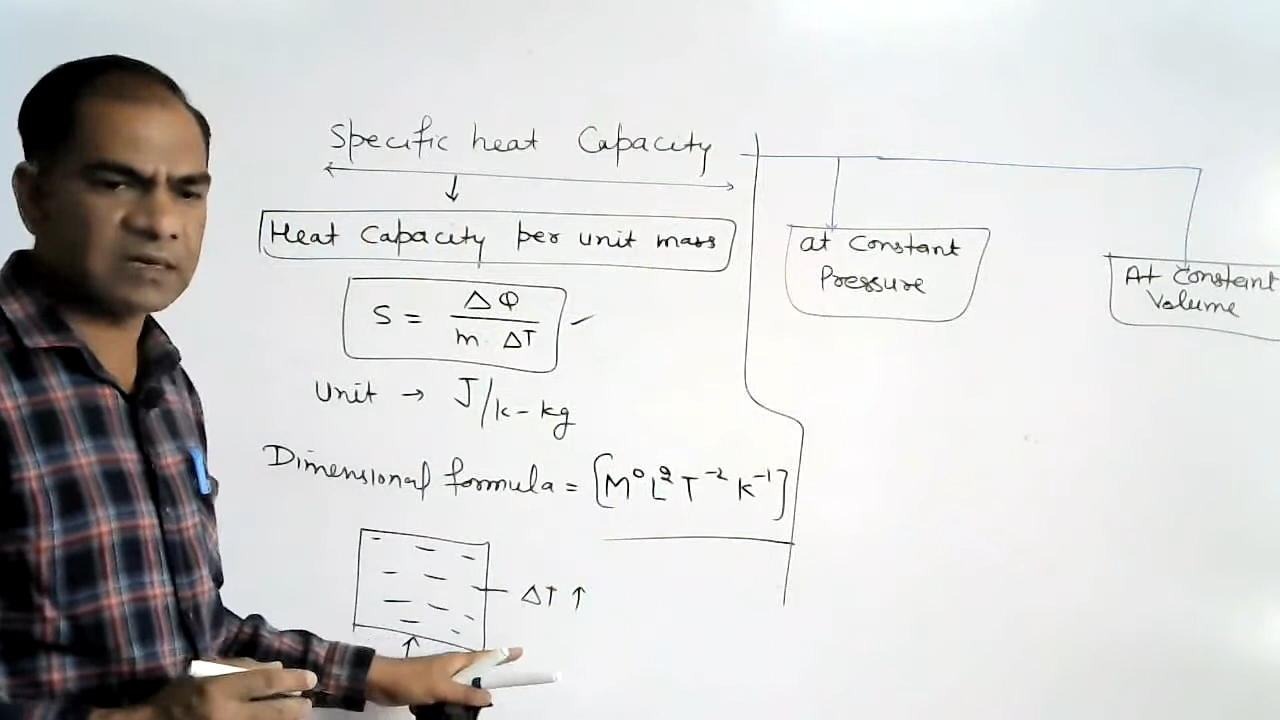 Specific heat Capacity
Heat Capacity per unit mass
S = ΔQ / m ΔT
Unit → J/K-kg
Dimensional formula = [M⁰L²T⁻²K⁻¹]
ΔT ↑
at Constant
Pressure
At Constant
Volume